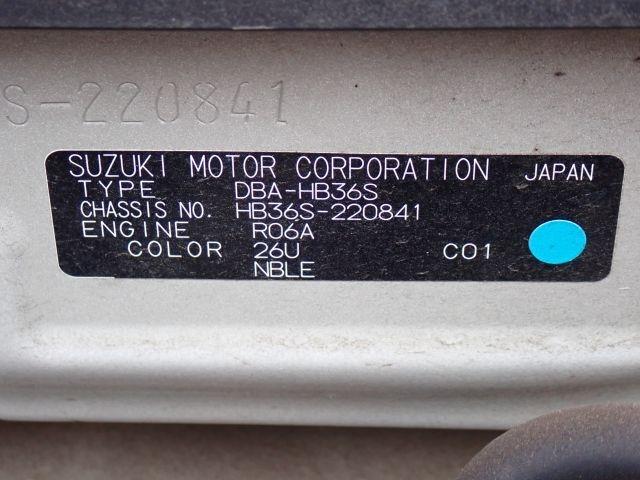 S-220841
SUZUKI MOTOR CORPORATION JAPAN
TYPE DBA-HB36S
CHASSIS NO. HB36S-220841
ENGINE R06A
COLOR 26U C01
NBLE